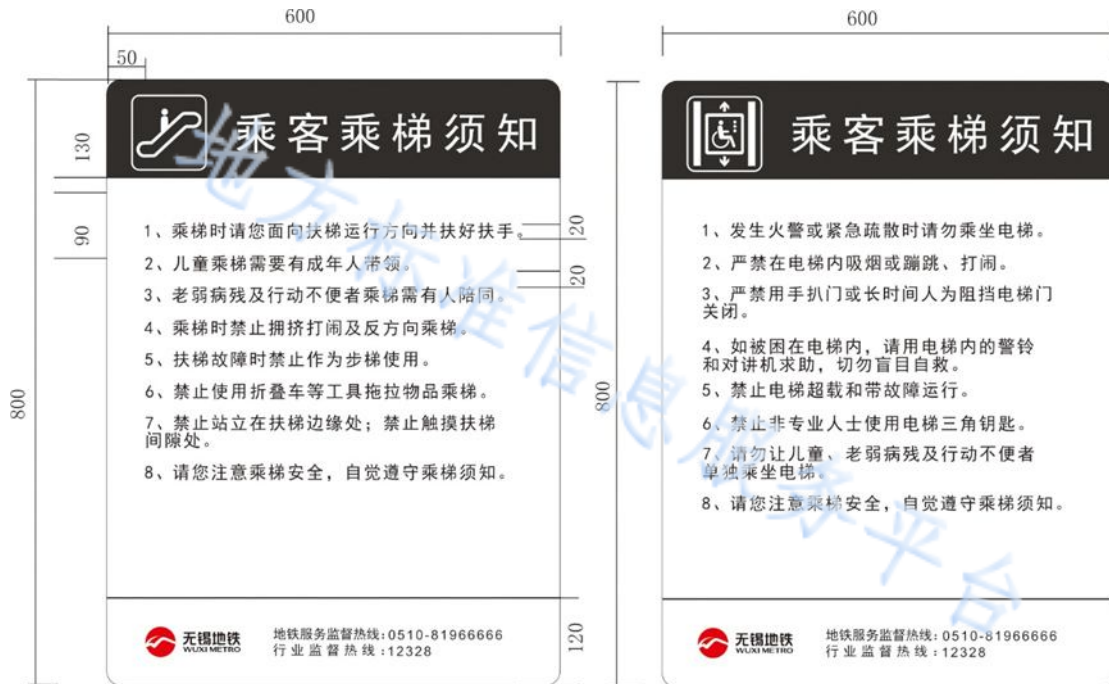 600
50
800
130
90
乘客乘梯须知
1、乘梯时请您面向扶梯运行方向并扶好扶手。
2、儿童乘梯需要有成年人带领。
3、老弱病残及行动不便者乘梯需有人陪同。
4、乘梯时禁止拥挤打闹及反方向乘梯。
5、扶梯故障时禁止作为步梯使用。
6、禁止使用折叠车等工具拖拉物品乘梯。
7、禁止站立在扶梯边缘处；禁止触摸扶梯
间隙处。
8、请您注意乘梯安全，自觉遵守乘梯须知。
20
20
120
无锡地铁
WUXI METRO
地铁服务监督热线:0510-81966666
行业监督热线:12328
600
800
乘客乘梯须知
1、发生火警或紧急疏散时请勿乘坐电梯。
2、严禁在电梯内吸烟或蹦跳、打闹。
3、严禁用手扒门或长时间人为阻挡电梯门
关闭。
4、如被困在电梯内，请用电梯内的警铃
和对讲机求助，切勿盲目自救。
5、禁止电梯超载和带故障运行。
6、禁止非专业人士使用电梯三角钥匙。
7、请勿让儿童、老弱病残及行动不便者
单独乘坐电梯。
8、请您注意乘梯安全，自觉遵守乘梯须知。
无锡地铁
WUXI METRO
地铁服务监督热线:0510-81966666
行业监督热线:12328
地方标准信息服务平台